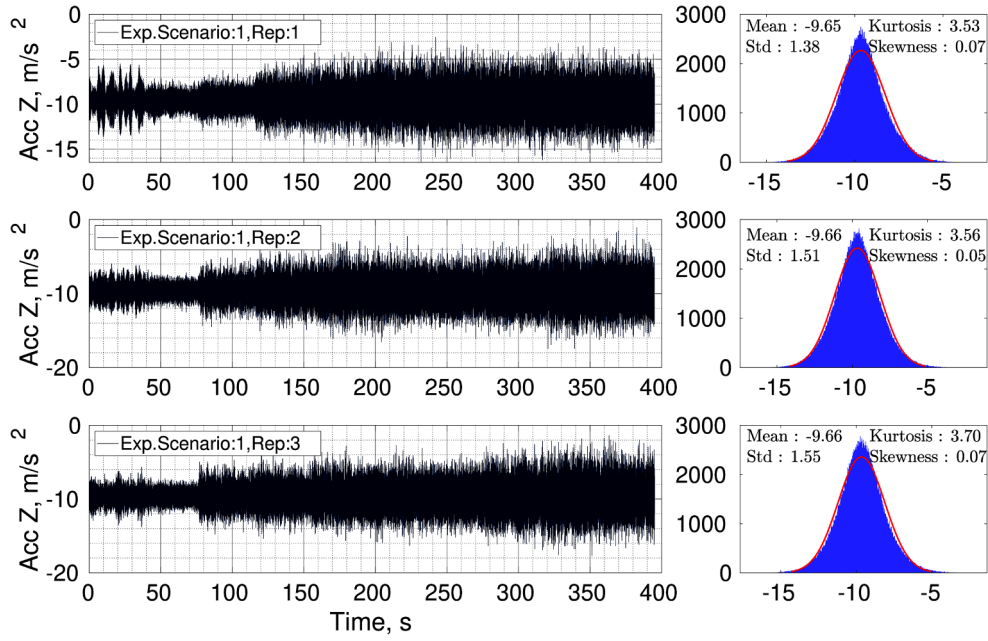 Exp.Scenario:1,Rep:1
Acc Z, m/s 2
0
-5
-10
-15
0 50 100 150 200 250 300 350 400
Mean : -9.65 Kurtosis : 3.53
Std : 1.38 Skewness : 0.07
3000
2000
1000
0
-15 -10 -5
Exp.Scenario:1,Rep:2
Acc Z, m/s 2
0
-10
-20
0 50 100 150 200 250 300 350 400
Mean : -9.66 Kurtosis : 3.56
Std : 1.51 Skewness : 0.05
3000
2000
1000
0
-15 -10 -5
Exp.Scenario:1,Rep:3
Acc Z, m/s 2
0
-10
-20
0 50 100 150 200 250 300 350 400
Time, s
Mean : -9.66 Kurtosis : 3.70
Std : 1.55 Skewness : 0.07
3000
2000
1000
0
-15 -10 -5